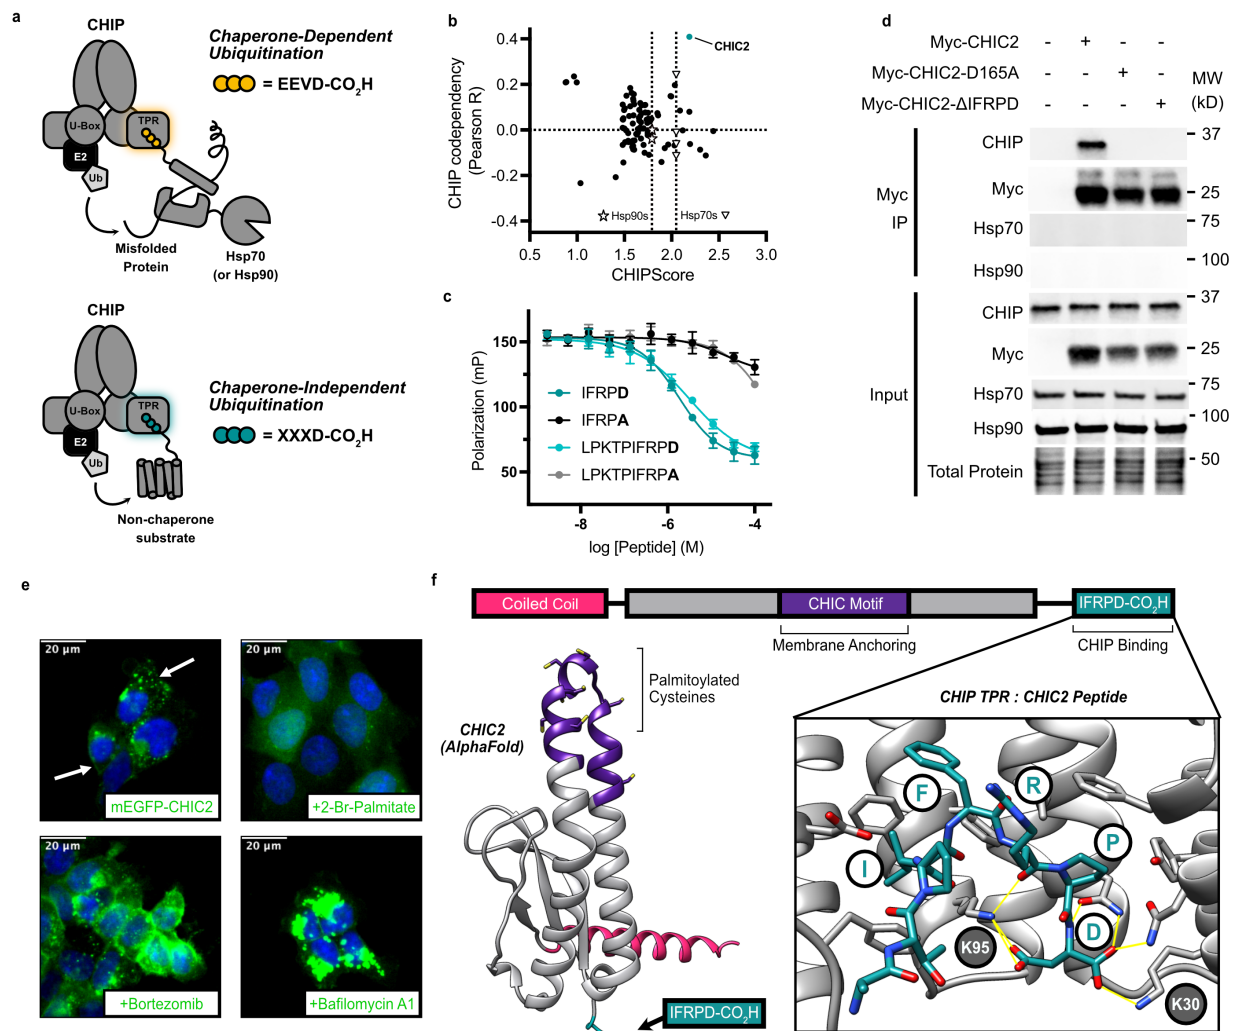 a
CHIP
Chaperone-Dependent
Ubiquitination
= EEVD-CO2H
U-Box
TPR
E2
Ub
Misfolded
Protein
Hsp70
(or Hsp90)
CHIP
Chaperone-Independent
Ubiquitination
= XXXD-CO2H
U-Box
TPR
E2
Ub
Non-chaperone
substrate
b
CHIP codependency
(Pearson R)
0.4
0.2
0.0
-0.2
-0.4
CHIC2
Hsp90s
Hsp70s
0.5
1.0
1.5
2.0
2.5
3.0
CHIPScore
c
Polarization (mP)
150
100
50
IFRPD
IFRPA
LPKTPIFRPD
LPKTPIFRPA
-8
-6
-4
log [Peptide] (M)
d
Myc-CHIC2 - + - -
Myc-CHIC2-D165A - - + -
Myc-CHIC2-ΔIFRPD - - - +
MW
(kD)
Myc
IP
CHIP
Myc
Hsp70
Hsp90
37
25
75
100
Input
CHIP
Myc
Hsp70
Hsp90
Total Protein
37
25
75
100
50
e
20 μm
mEGFP-CHIC2
20 μm
+2-Br-Palmitate
20 μm
+Bortezomib
20 μm
+Bafilomycin A1
f
Coiled Coil
CHIC Motif
IFRPD-CO2H
Membrane Anchoring
CHIP Binding
Palmitoylated
Cysteines
CHIC2
(AlphaFold)
IFRPD-CO2H
CHIP TPR : CHIC2 Peptide
F
R
I
P
D
K95
K30